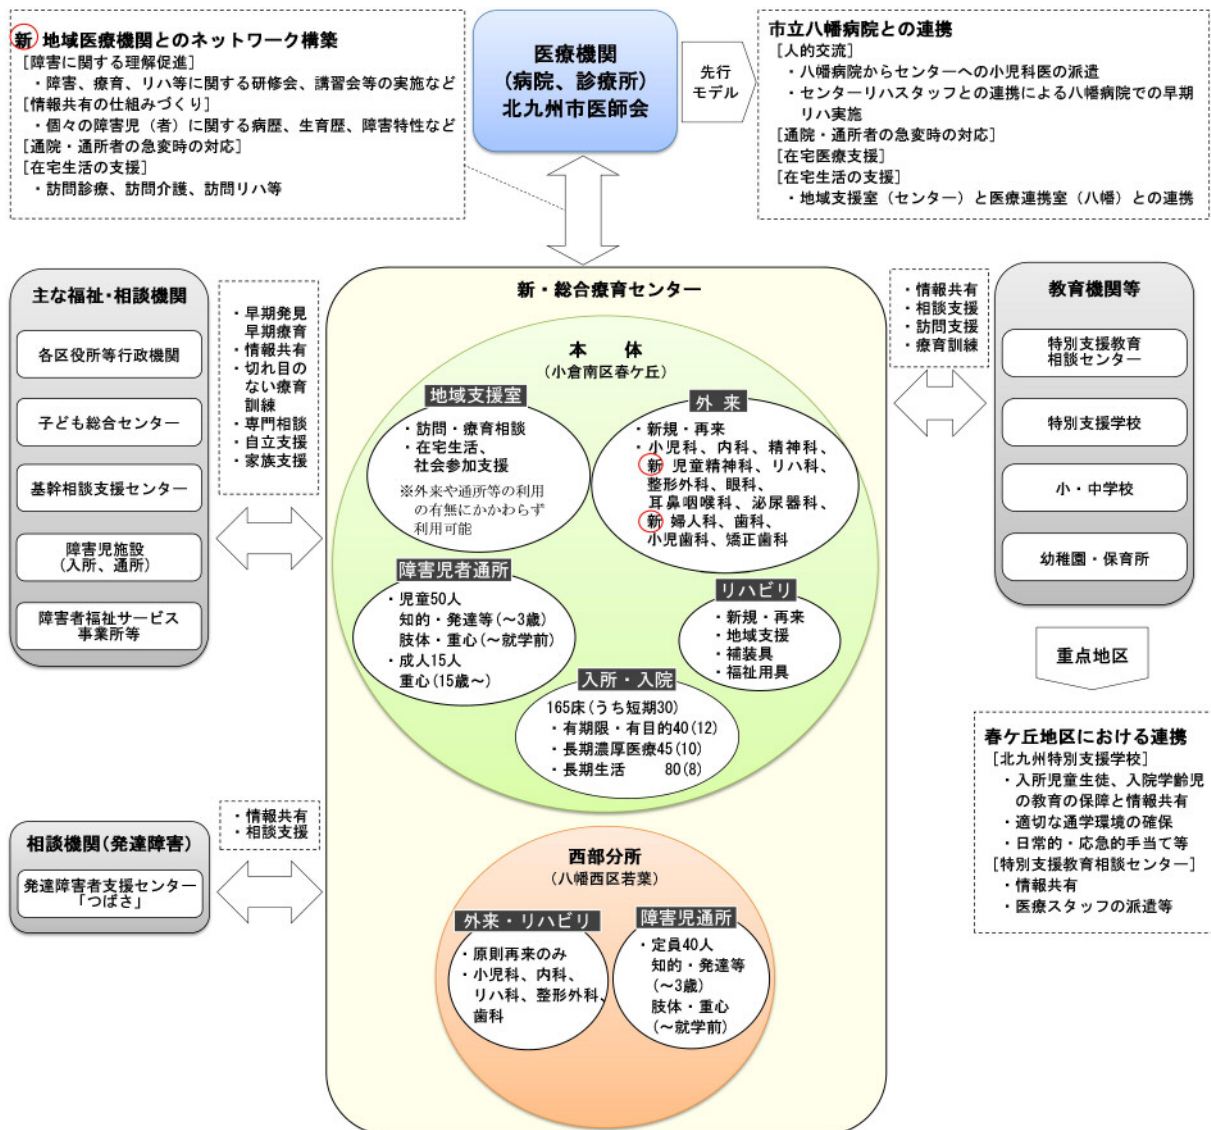 新 地域医療機関とのネットワーク構築
[障害に関する理解促進]
・障害、療育、リハ等に関する研修会、講習会等の実施など
[情報共有の仕組みづくり]
・個々の障害児（者）に関する病歴、生育歴、障害特性など
[通院・通所者の急変時の対応]
[在宅生活の支援]
・訪問診療、訪問介護、訪問リハ等
医療機関
(病院、診療所)
北九州市医師会
先行
モデル
市立八幡病院との連携
[人的交流]
・八幡病院からセンターへの小児科医の派遣
・センターリハスタッフとの連携による八幡病院での早期
リハ実施
[通院・通所者の急変時の対応]
[在宅医療支援]
[在宅生活の支援]
・地域支援室（センター）と医療連携室（八幡）との連携
主な福祉・相談機関
各区役所等行政機関
子ども総合センター
基幹相談支援センター
障害児施設
(入所、通所)
障害者福祉サービス
事業所等
・早期発見
早期療育
・情報共有
・切れ目の
ない療育
訓練
・専門相談
・自立支援
・家族支援
新・総合療育センター
本 体
(小倉南区春ケ丘)
地域支援室
・訪問・療育相談
・在宅生活、
社会参加支援
※外来や通所等の利用
の有無にかかわらず
利用可能
外 来
・新規・再来
・小児科、内科、精神科、
新 児童精神科、リハ科、
整形外科、眼科、
耳鼻咽喉科、泌尿器科、
新 婦人科、歯科、
小児歯科、矯正歯科
障害児者通所
・児童50人
知的・発達等(～3歳)
肢体・重心(～就学前)
・成人15人
重心(15歳～)
リハビリ
・新規・再来
・地域支援
・補装具
・福祉用具
入所・入院
165床(うち短期30)
・有期限・有目的40(12)
・長期濃厚医療45(10)
・長期生活 80(8)
・情報共有
・相談支援
・訪問支援
・療育訓練
教育機関等
特別支援教育
相談センター
特別支援学校
小・中学校
幼稚園・保育所
重点地区
春ケ丘地区における連携
[北九州特別支援学校]
・入所児童生徒、入院学齢児
の教育の保障と情報共有
・適切な通学環境の確保
・日常的・応急的手当て等
[特別支援教育相談センター]
・情報共有
・医療スタッフの派遣等
相談機関(発達障害)
発達障害者支援センター
「つばさ」
・情報共有
・相談支援
西部分所
(八幡西区若葉)
外来・リハビリ
・原則再来のみ
・小児科、内科、
リハ科、整形外科、
歯科
障害児通所
・定員40人
知的・発達等
(～3歳)
肢体・重心
(～就学前)